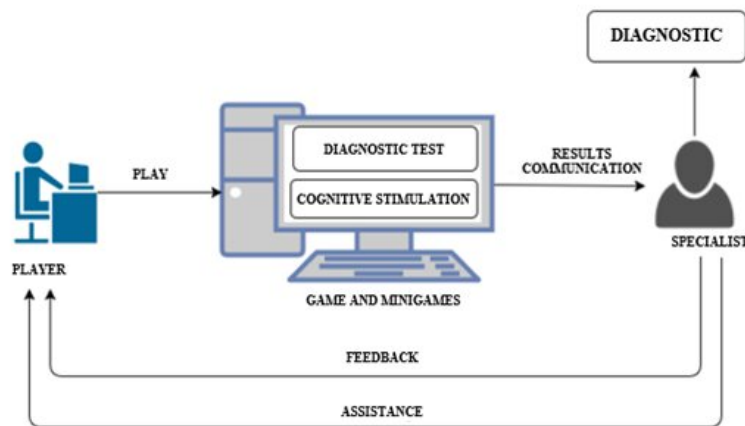 DIAGNOSTIC
DIAGNOSTIC TEST
PLAY
RESULTS
COMMUNICATION
COGNITIVE STIMULATION
PLAYER
SPECIALIST
GAME AND MINIGAMES
FEEDBACK
ASSISTANCE